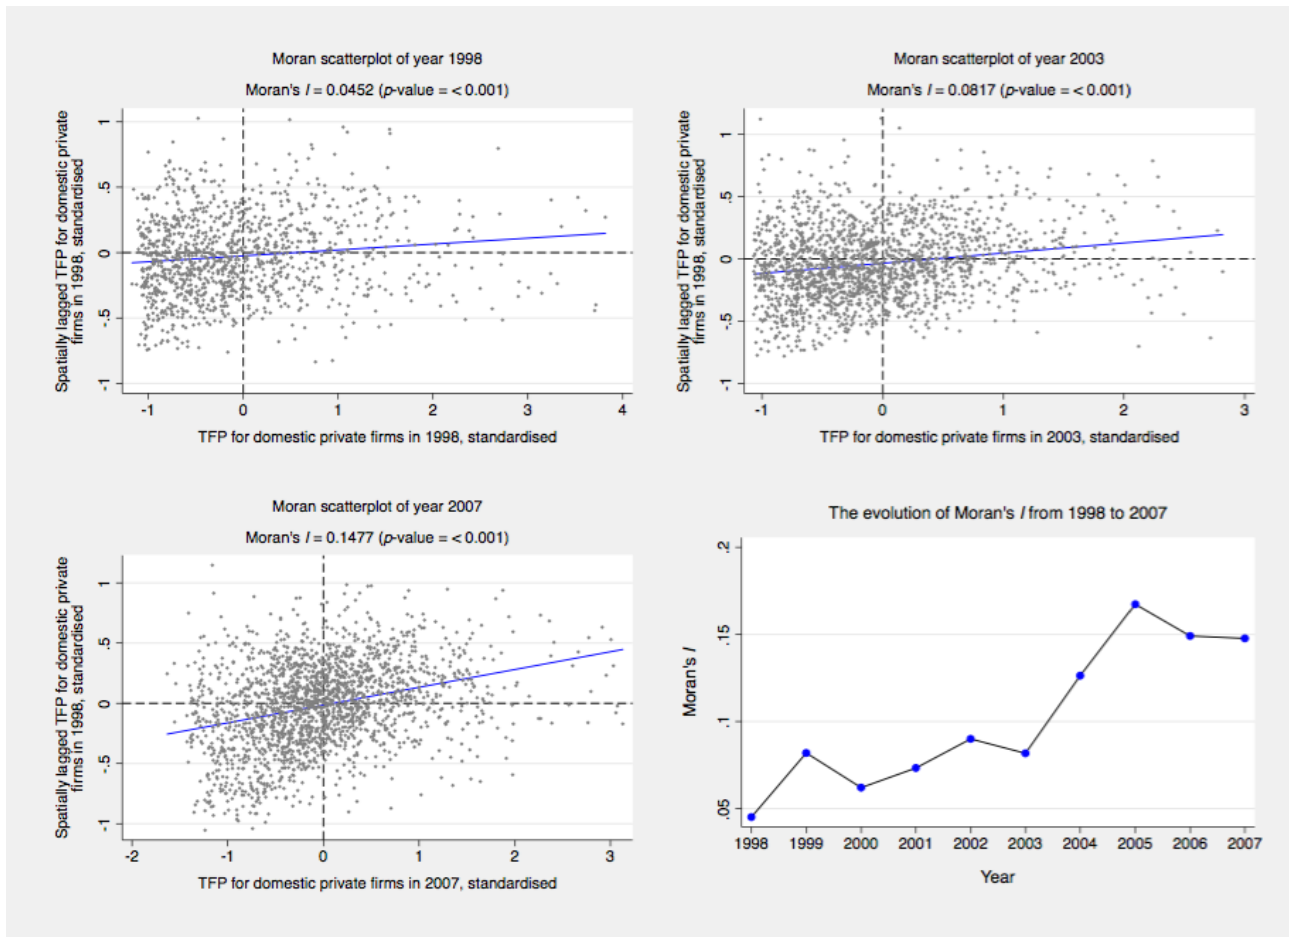 Moran scatterplot of year 1998
Moran's I = 0.0452 (p-value = < 0.001)
Spatially lagged TFP for domestic private
firms in 1998, standardised
1
.5
0
-.5
-1
-1
0
1
2
3
4
TFP for domestic private firms in 1998, standardised
Moran scatterplot of year 2003
Moran's I = 0.0817 (p-value = < 0.001)
Spatially lagged TFP for domestic private
firms in 1998, standardised
1
.5
0
-.5
-1
-1
0
1
2
3
TFP for domestic private firms in 2003, standardised
Moran scatterplot of year 2007
Moran's I = 0.1477 (p-value = < 0.001)
Spatially lagged TFP for domestic private
firms in 1998, standardised
1
.5
0
-.5
-1
-2
-1
0
1
2
3
TFP for domestic private firms in 2007, standardised
The evolution of Moran's I from 1998 to 2007
Moran's I
.2
.15
.1
.05
1998
1999
2000
2001
2002
2003
2004
2005
2006
2007
Year